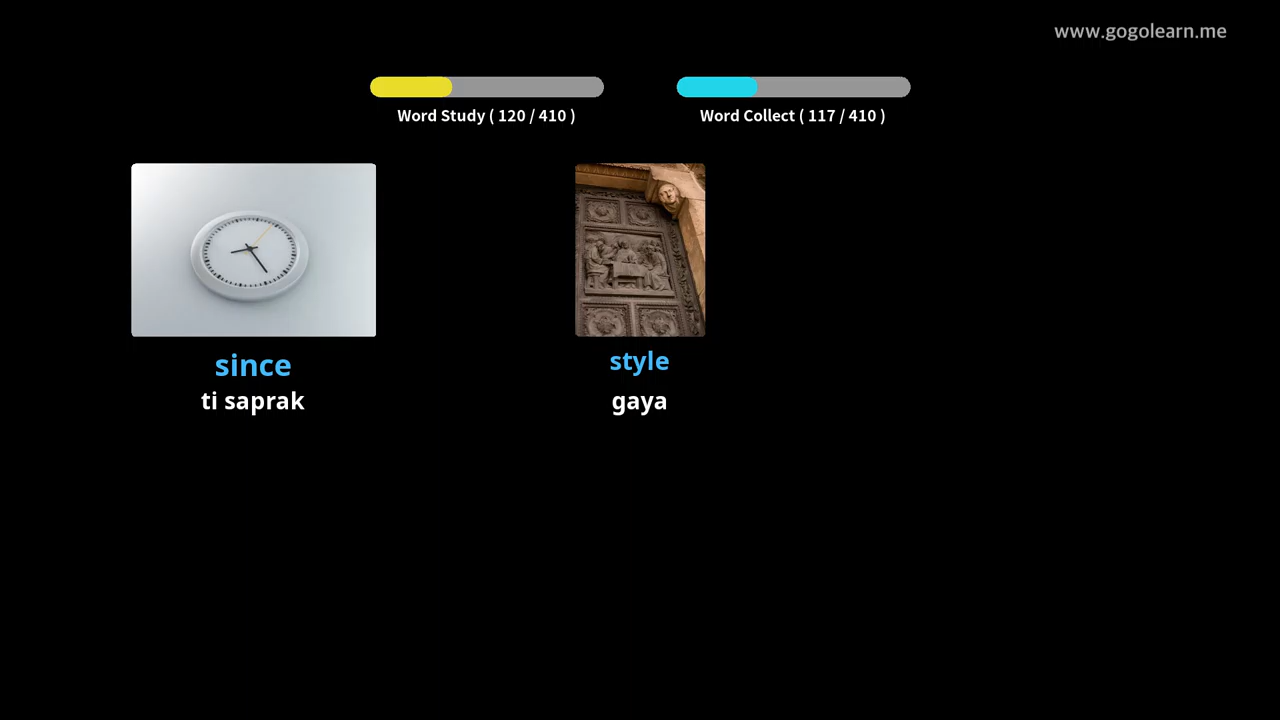 www.gogolearn.me
Word Study ( 120 / 410 )
Word Collect ( 117 / 410 )
since
ti saprak
style
gaya